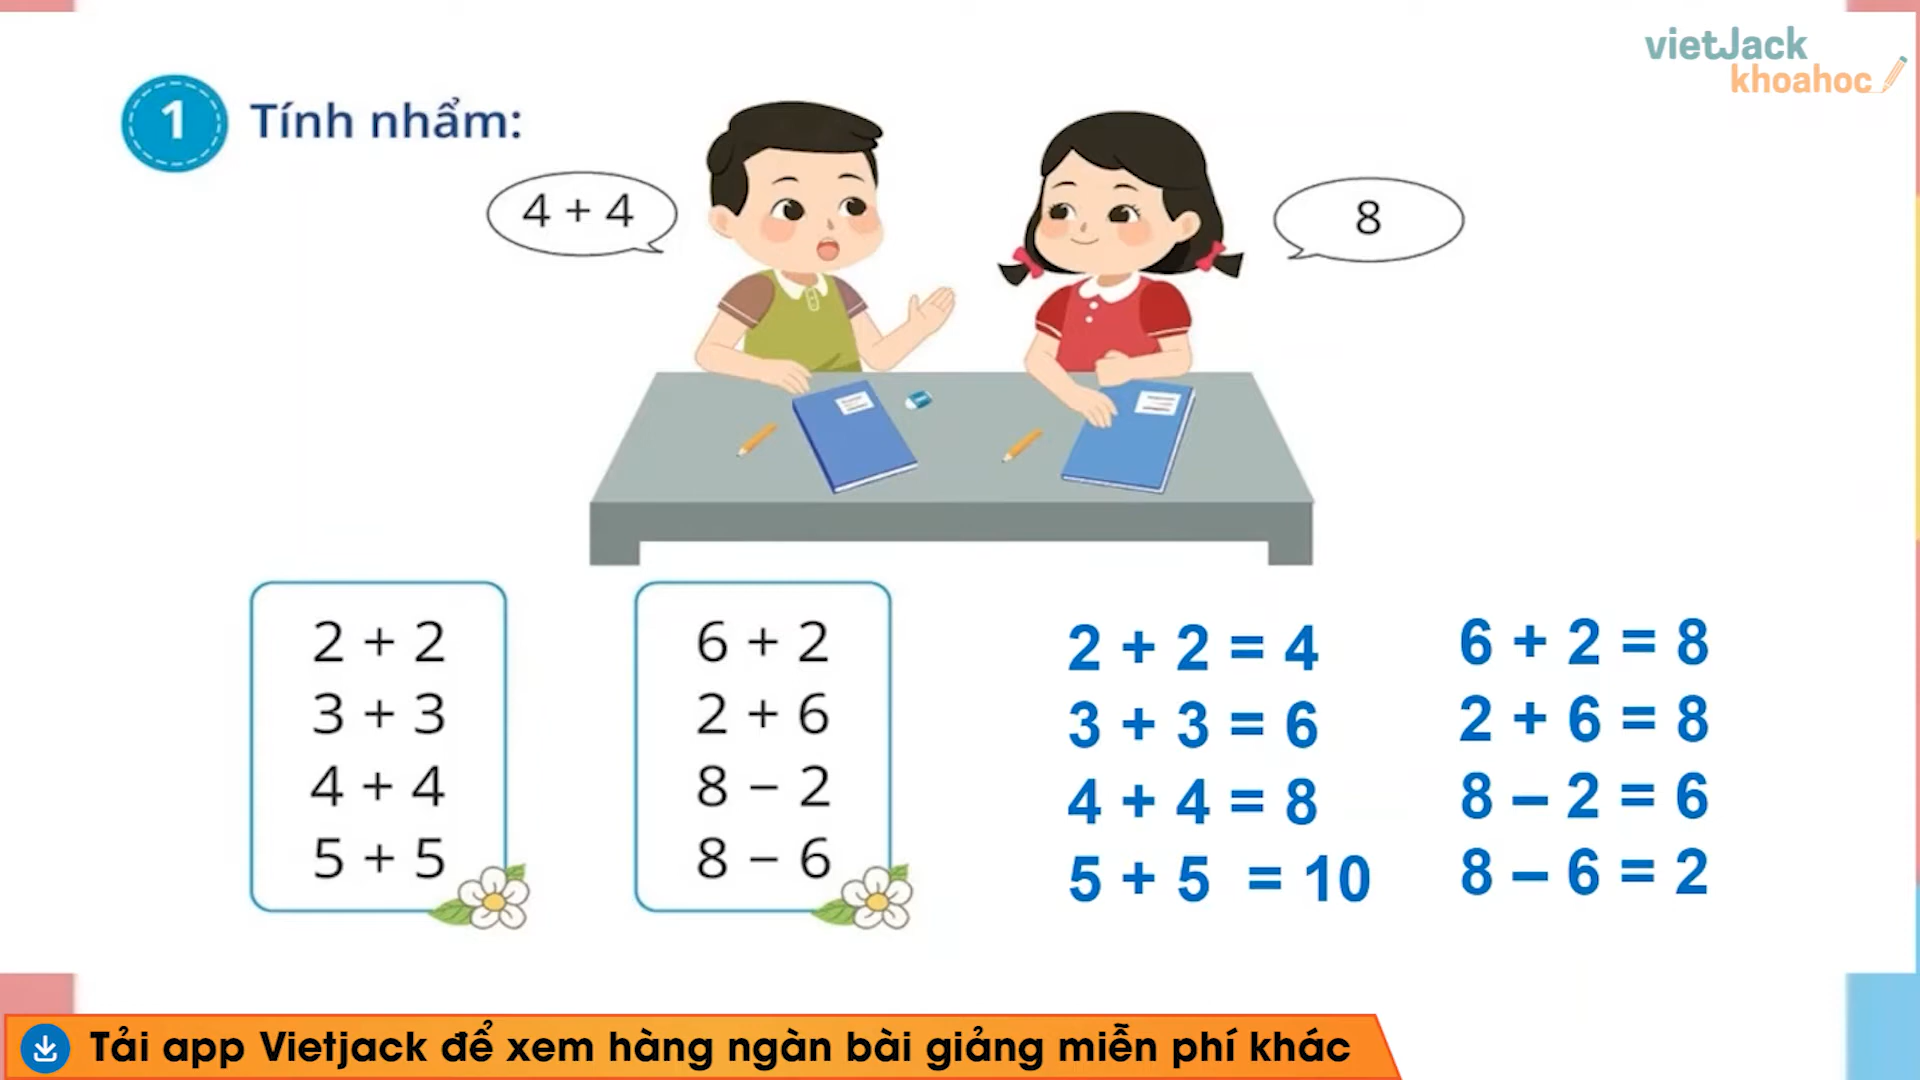 vietJack
khoahoc
1 Tính nhẩm:
4 + 4
8
2 + 2
3 + 3
4 + 4
5 + 5
6 + 2
2 + 6
8 – 2
8 – 6
2 + 2 = 4
3 + 3 = 6
4 + 4 = 8
5 + 5 = 10
6 + 2 = 8
2 + 6 = 8
8 – 2 = 6
8 – 6 = 2
Tải app Vietjack để xem hàng ngàn bài giảng miễn phí khác